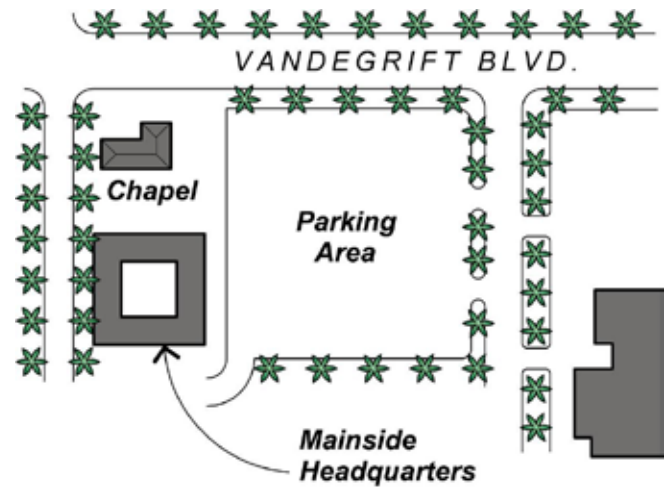 VANDEGRIFT BLVD.
Chapel
Parking
Area
Mainside
Headquarters